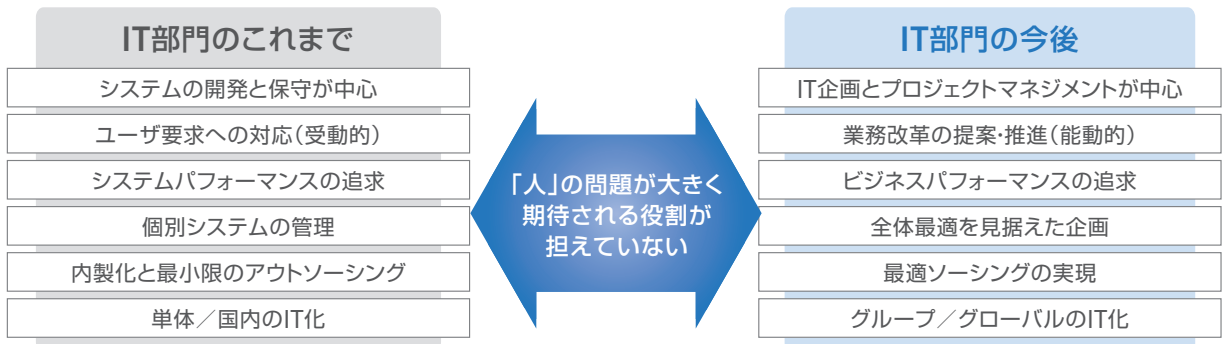 IT部門のこれまで
システムの開発と保守が中心
ユーザ要求への対応（受動的）
システムパフォーマンスの追求
個別システムの管理
内製化と最小限のアウトソーシング
単体／国内のIT化
「人」の問題が大きく
期待される役割が
担えていない
IT部門の今後
IT企画とプロジェクトマネジメントが中心
業務改革の提案・推進（能動的）
ビジネスパフォーマンスの追求
全体最適を見据えた企画
最適ソーシングの実現
グループ／グローバルのIT化